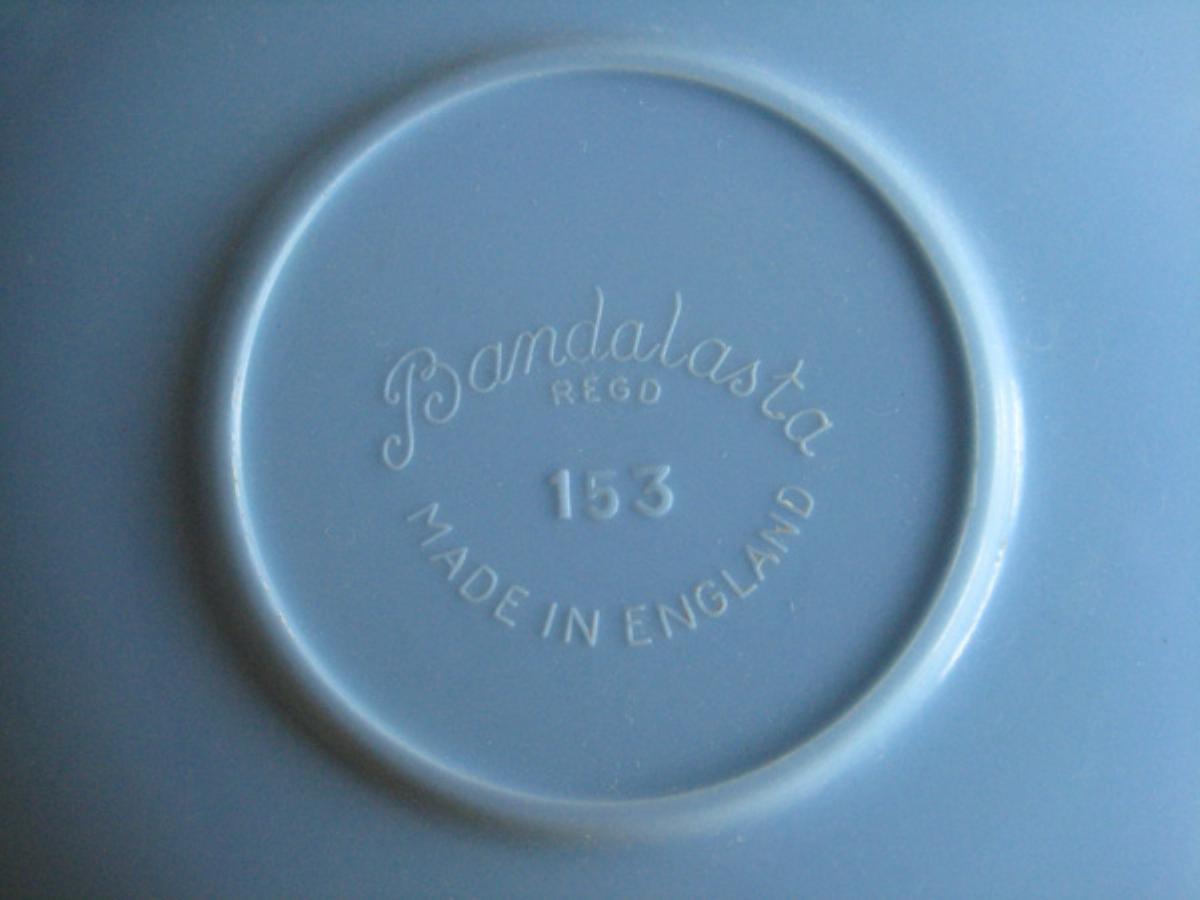 Bandalasta
REGD
153
MADE IN ENGLAND